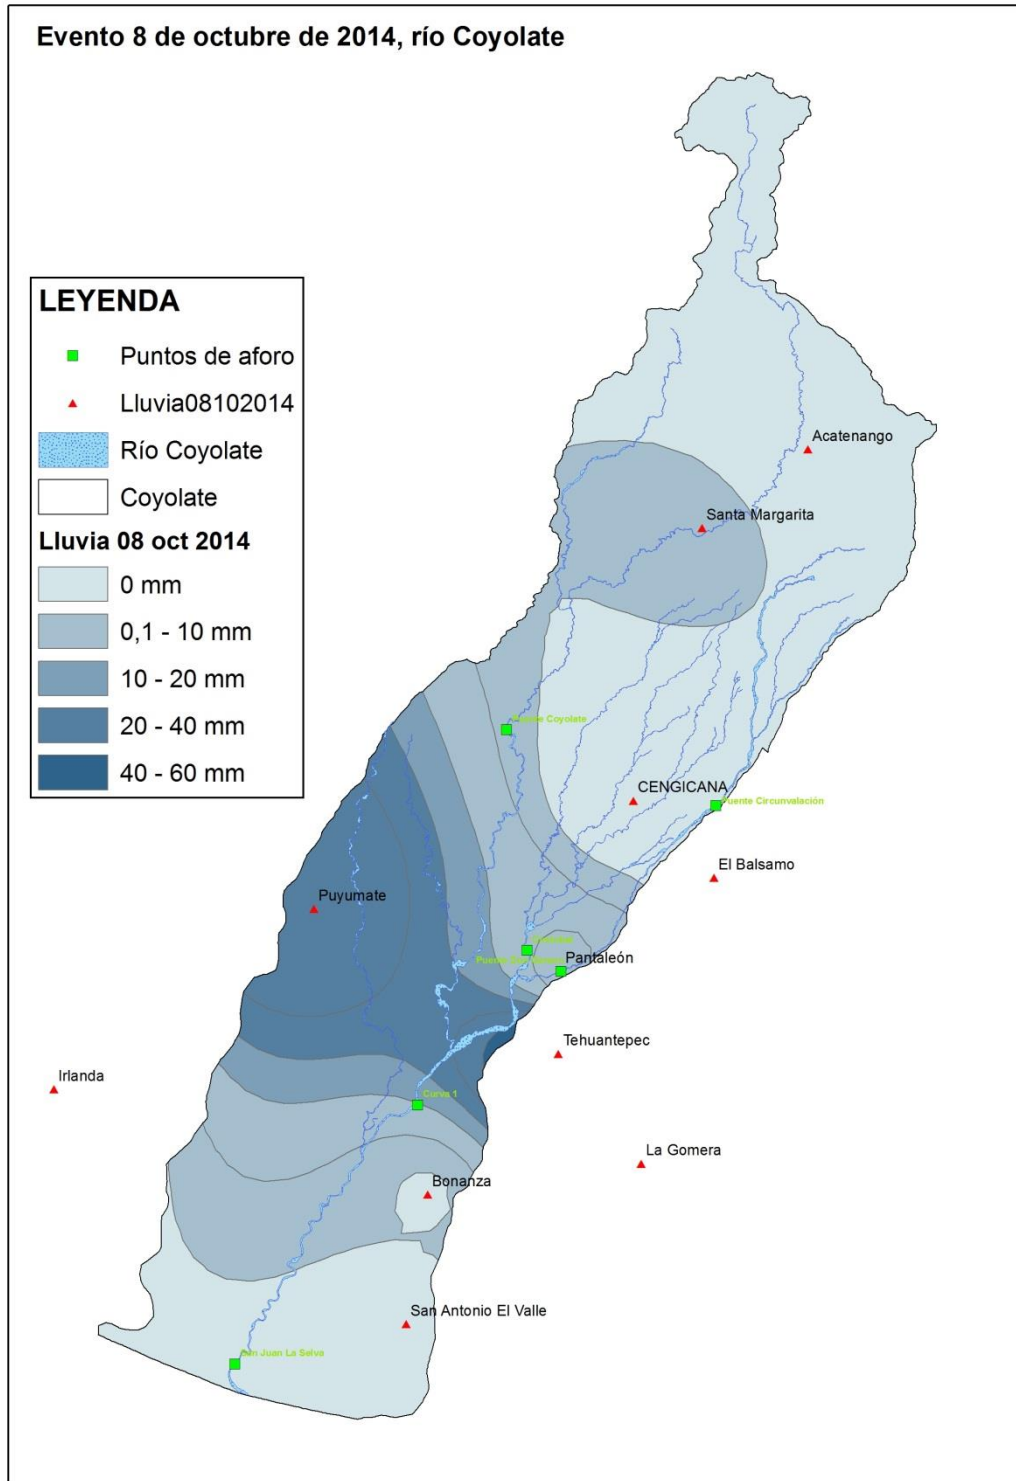 Evento 8 de octubre de 2014, río Coyolate
LEYENDA
Puntos de aforo
Lluvia08102014
Río Coyolate
Coyolate
Lluvia 08 oct 2014
0 mm
0,1 - 10 mm
10 - 20 mm
20 - 40 mm
40 - 60 mm
Acatenango
Santa Margarita
Coyolate
CENGICANA
Puente Circunvalación
El Balsamo
Puyumate
Pantaleón
Tehuantepec
Irlanda
Curva 1
La Gomera
Bonanza
San Antonio El Valle
San Juan La Selva